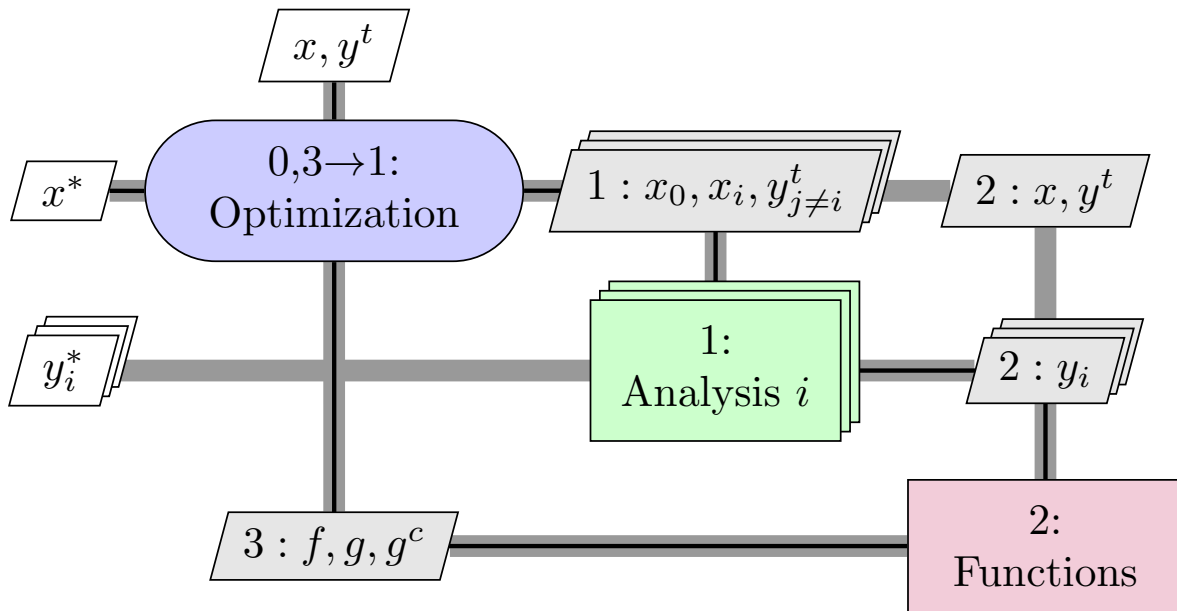 x, y^t
0,3→1:
Optimization
x^*
1 : x_0, x_i, y^t_{j≠i}
2 : x, y^t
y_i^*
1:
Analysis i
2 : y_i
3 : f, g, g^c
2:
Functions